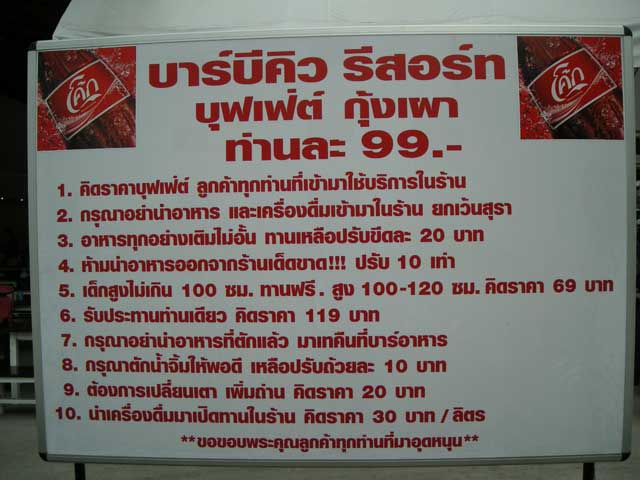 บาร์บีคิว รีสอร์ท
โค้ก
โค้ก
บุฟเฟ่ต์ กุ้งเผา
ท่านละ 99.-
1. คิดราคาบุฟเฟ่ต์ ลูกค้าทุกท่านที่เข้ามาใช้บริการในร้าน
2. กรุณาอย่านำอาหาร และเครื่องดื่มเข้ามาในร้าน ยกเว้นสุรา
3. อาหารทุกอย่างเติมไม่อั้น ทานเหลือปรับขีดละ 20 บาท
4. ห้ามนำอาหารออกจากร้านเด็ดขาด!!! ปรับ 10 เท่า
5. เด็กสูงไม่เกิน 100 ซม. ทานฟรี. สูง 100-120 ซม. คิดราคา 69 บาท
6. รับประทานท่านเดียว คิดราคา 119 บาท
7. กรุณาอย่านำอาหารที่ตักแล้ว มาเทคืนที่บาร์อาหาร
8. กรุณาตักน้ำจิ้มให้พอดี เหลือปรับถ้วยละ 10 บาท
9. ต้องการเปลี่ยนเตา เพิ่มถ่าน คิดราคา 20 บาท
10. นำเครื่องดื่มมาเปิดทานในร้าน คิดราคา 30 บาท / ลิตร
**ขอขอบพระคุณลูกค้าทุกท่านที่มาอุดหนุน**